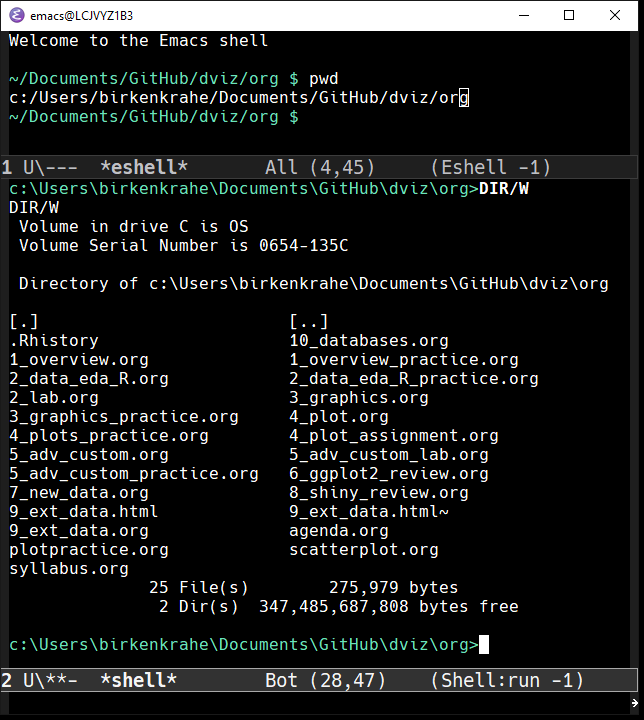 emacs@LCJVYZ1B3
Welcome to the Emacs shell
~/Documents/GitHub/dviz/org $ pwd
c:/Users/birkenkrahe/Documents/GitHub/dviz/org
~/Documents/GitHub/dviz/org $
1 U\--- *eshell* All (4,45) (Eshell -1)
c:\Users\birkenkrahe\Documents\GitHub\dviz\org>DIR/W
DIR/W
Volume in drive C is OS
Volume Serial Number is 0654-135C
Directory of c:\Users\birkenkrahe\Documents\GitHub\dviz\org
[.] [..]
.Rhistory 10_databases.org
1_overview.org 1_overview_practice.org
2_data_eda_R.org 2_data_eda_R_practice.org
2_lab.org 3_graphics.org
3_graphics_practice.org 4_plot.org
4_plots_practice.org 4_plot_assignment.org
5_adv_custom.org 5_adv_custom_lab.org
5_adv_custom_practice.org 6_ggplot2_review.org
7_new_data.org 8_shiny_review.org
9_ext_data.html 9_ext_data.html~
9_ext_data.org agenda.org
plotpractice.org scatterplot.org
syllabus.org
25 File(s) 275,979 bytes
2 Dir(s) 347,485,687,808 bytes free
c:\Users\birkenkrahe\Documents\GitHub\dviz\org>
2 U\**- *shell* Bot (28,47) (Shell:run -1)